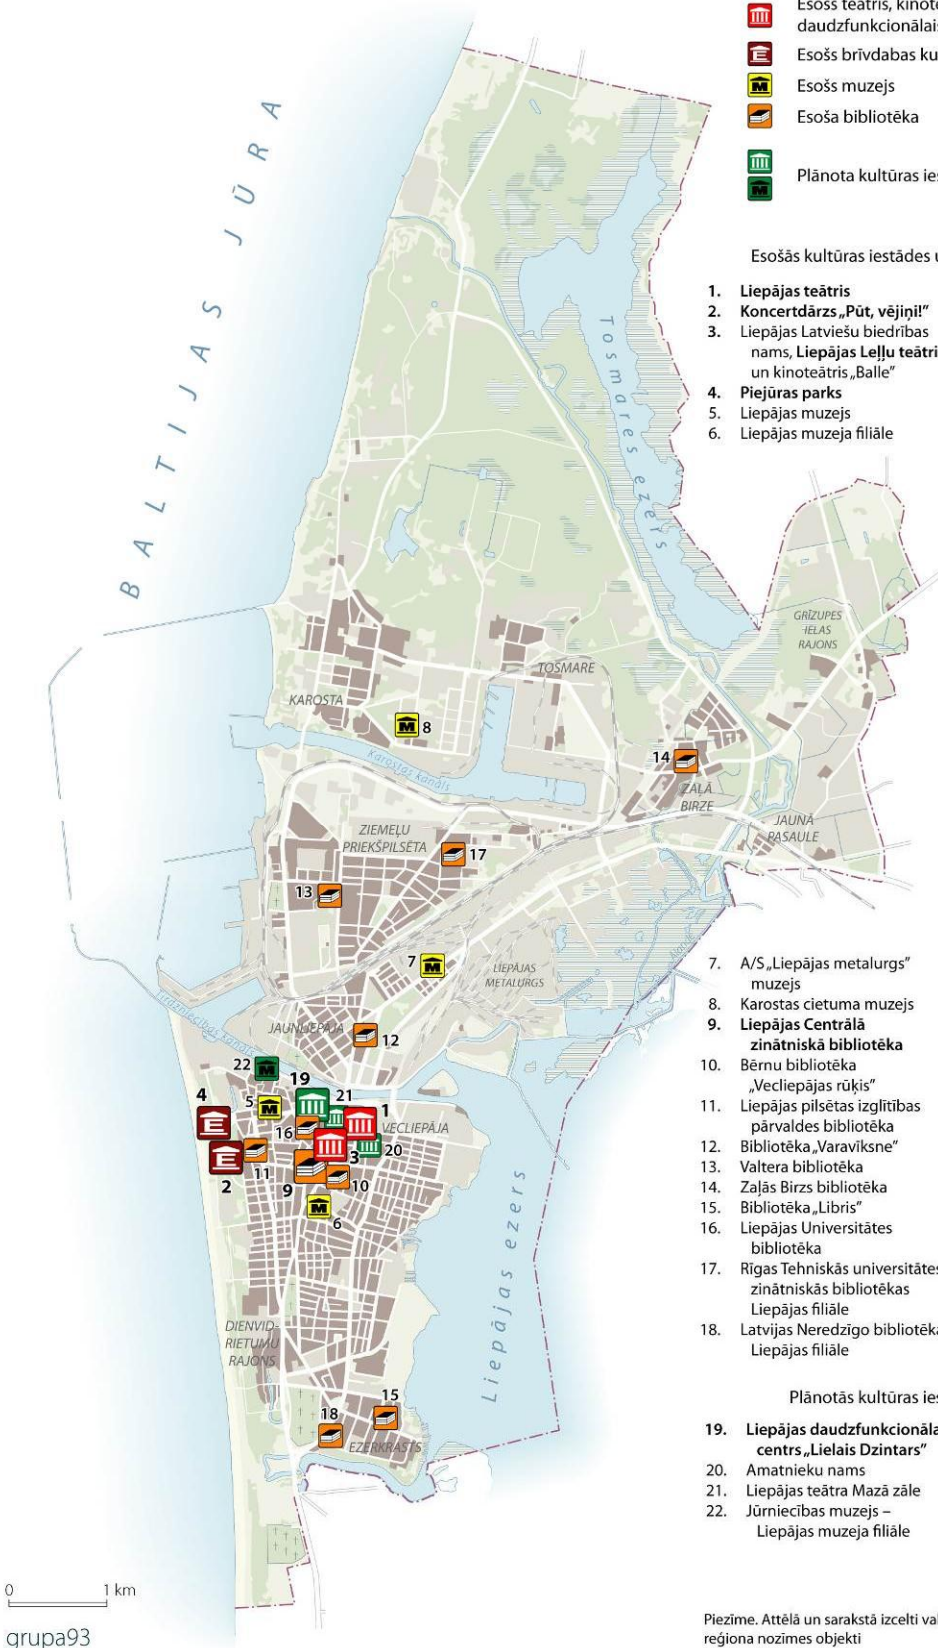 Esošs teātris, kinote
daudzfunkcionālais
Esošs brīvdabas ku
Esošs muzejs
Esoša bibliotēka
Plānota kultūras ies
Esošās kultūras iestādes u
1. Liepājas teātris
2. Koncertdārzs „Pūt, vējiņi!”
3. Liepājas Latviešu biedrības
nams, Liepājas Leļļu teātri
un kinoteātris „Balle”
4. Piejūras parks
5. Liepājas muzejs
6. Liepājas muzeja filiāle
BALTIJAS JŪRA
Tosmares ezers
GRĪZUPES
IELAS
RAJONS
TOSMARE
KAROSTA
8
Karostas kanāls
14
ZAĻĀ
BIRZE
JAUNĀ
PASAULE
ZIEMEĻU
PRIEKŠPILSĒTA
17
13
7
LIEPĀJAS
METALURGS
JAUNLIEPĀJA
12
Tirdzniecības kanāls
22
19
21
4
5
1
16
VECLIEPĀJA
3
20
2
11
9
10
6
Liepājas ezers
DIENVID-
RIETUMU
RAJONS
15
18
EZERKRASTS
7. A/S „Liepājas metalurgs”
muzejs
8. Karostas cietuma muzejs
9. Liepājas Centrālā
zinātniskā bibliotēka
10. Bērnu bibliotēka
„Vecliepājas rūķis”
11. Liepājas pilsētas izglītības
pārvaldes bibliotēka
12. Bibliotēka „Varavīksne”
13. Valtera bibliotēka
14. Zaļās Birzs bibliotēka
15. Bibliotēka „Libris”
16. Liepājas Universitātes
bibliotēka
17. Rīgas Tehniskās universitātes
zinātniskās bibliotēkas
Liepājas filiāle
18. Latvijas Neredzīgo bibliotēka
Liepājas filiāle
Plānotās kultūras ies
19. Liepājas daudzfunkcionāla
centrs „Lielais Dzintars”
20. Amatnieku nams
21. Liepājas teātra Mazā zāle
22. Jūrniecības muzejs –
Liepājas muzeja filiāle
0 1 km
grupa93
Piezīme. Attēlā un sarakstā izcelti val
reģiona nozīmes objekti